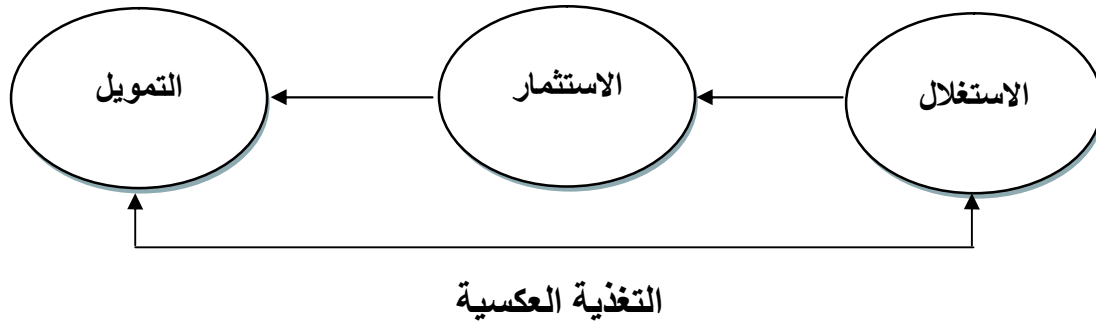 الاستغلال
الاستثمار
التمويل
التغذية العكسية